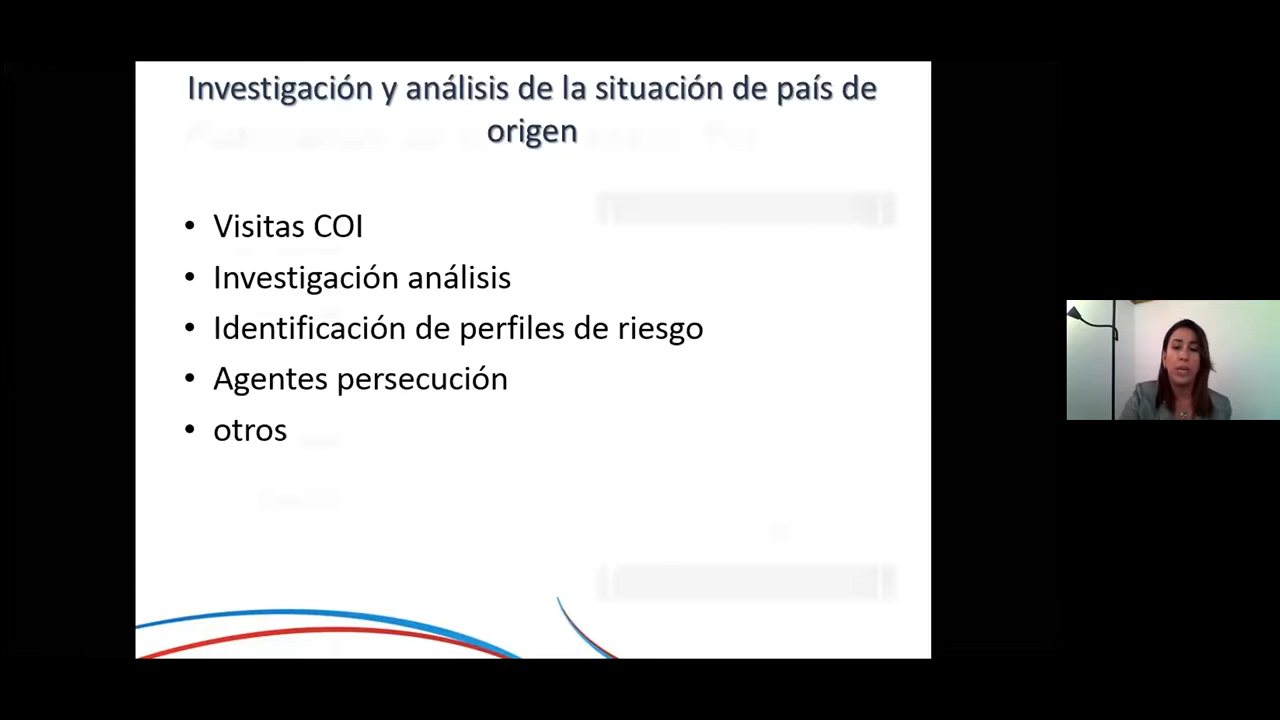 Investigación y análisis de la situación de país de
origen
• Visitas COI
• Investigación análisis
• Identificación de perfiles de riesgo
• Agentes persecución
• otros